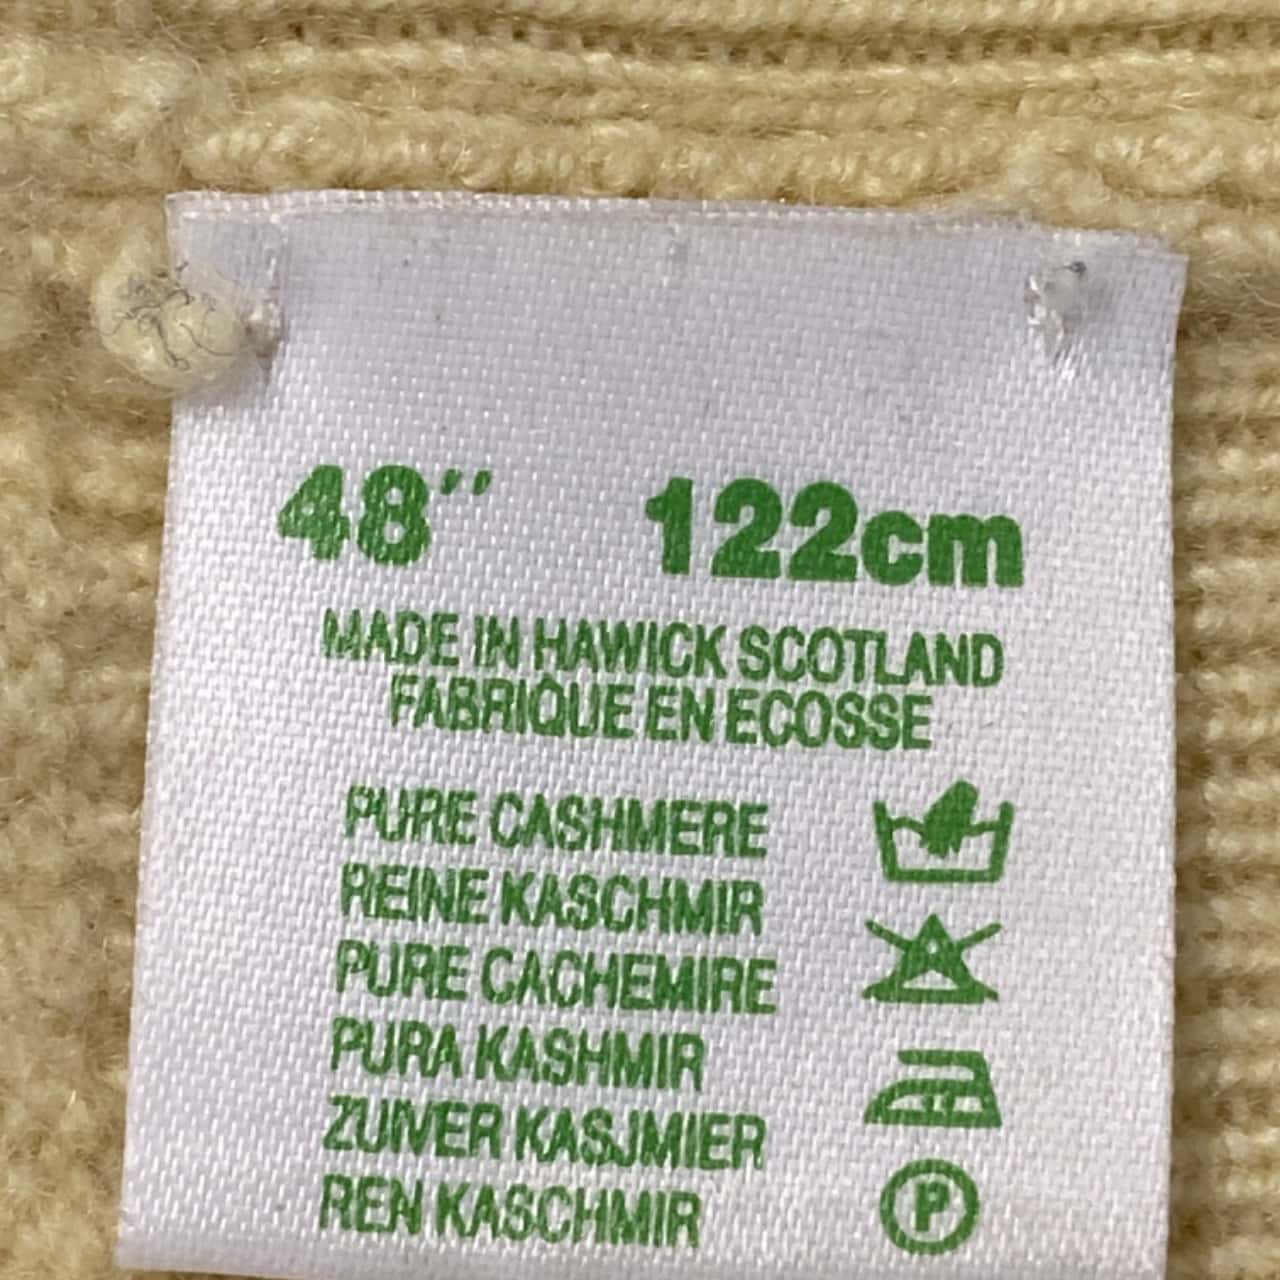 48" 122cm
MADE IN HAWICK SCOTLAND
FABRIQUE EN ECOSSE
PURE CASHMERE
REINE KASCHMIR
PURE CACHEMIRE
PURA KASHMIR
ZUIVER KASJMIER
REN KASCHMIR
P